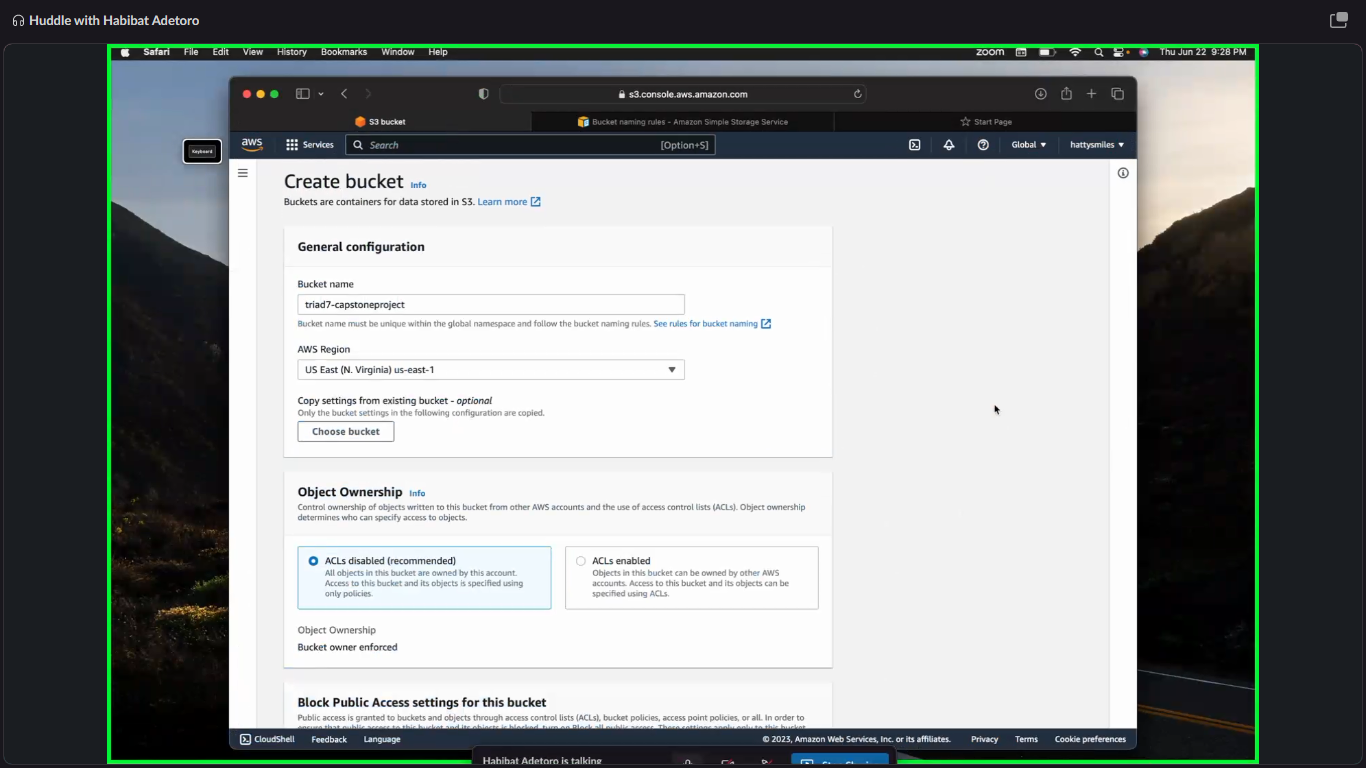 Huddle with Habibat Adetoro
Safari File Edit View History Bookmarks Window Help zoom Thu Jun 22 9:28 PM
s3.console.aws.amazon.com
S3 bucket Bucket naming rules - Amazon Simple Storage Service Start Page
Keyboard
aws Services Search [Option+S] Global hattysmiles
Create bucket Info
Buckets are containers for data stored in S3. Learn more
General configuration
Bucket name
triad7-capstoneproject
Bucket name must be unique within the global namespace and follow the bucket naming rules. See rules for bucket naming
AWS Region
US East (N. Virginia) us-east-1
Copy settings from existing bucket - optional
Only the bucket settings in the following configuration are copied.
Choose bucket
Object Ownership Info
Control ownership of objects written to this bucket from other AWS accounts and the use of access control lists (ACLs). Object ownership
determines who can specify access to objects.
ACLs disabled (recommended)
All objects in this bucket are owned by this account.
Access to this bucket and its objects is specified using
only policies.
ACLs enabled
Objects in this bucket can be owned by other AWS
accounts. Access to this bucket and its objects can be
specified using ACLs.
Object Ownership
Bucket owner enforced
Block Public Access settings for this bucket
Public access is granted to buckets and objects through access control lists (ACLs), bucket policies, access point policies, or all. In order to
ensure that public access to this bucket and its objects is blocked, turn on Block all public access. These settings apply only to this bucket
CloudShell Feedback Language © 2023, Amazon Web Services, Inc. or its affiliates. Privacy Terms Cookie preferences
Habibat Adetoro is talking